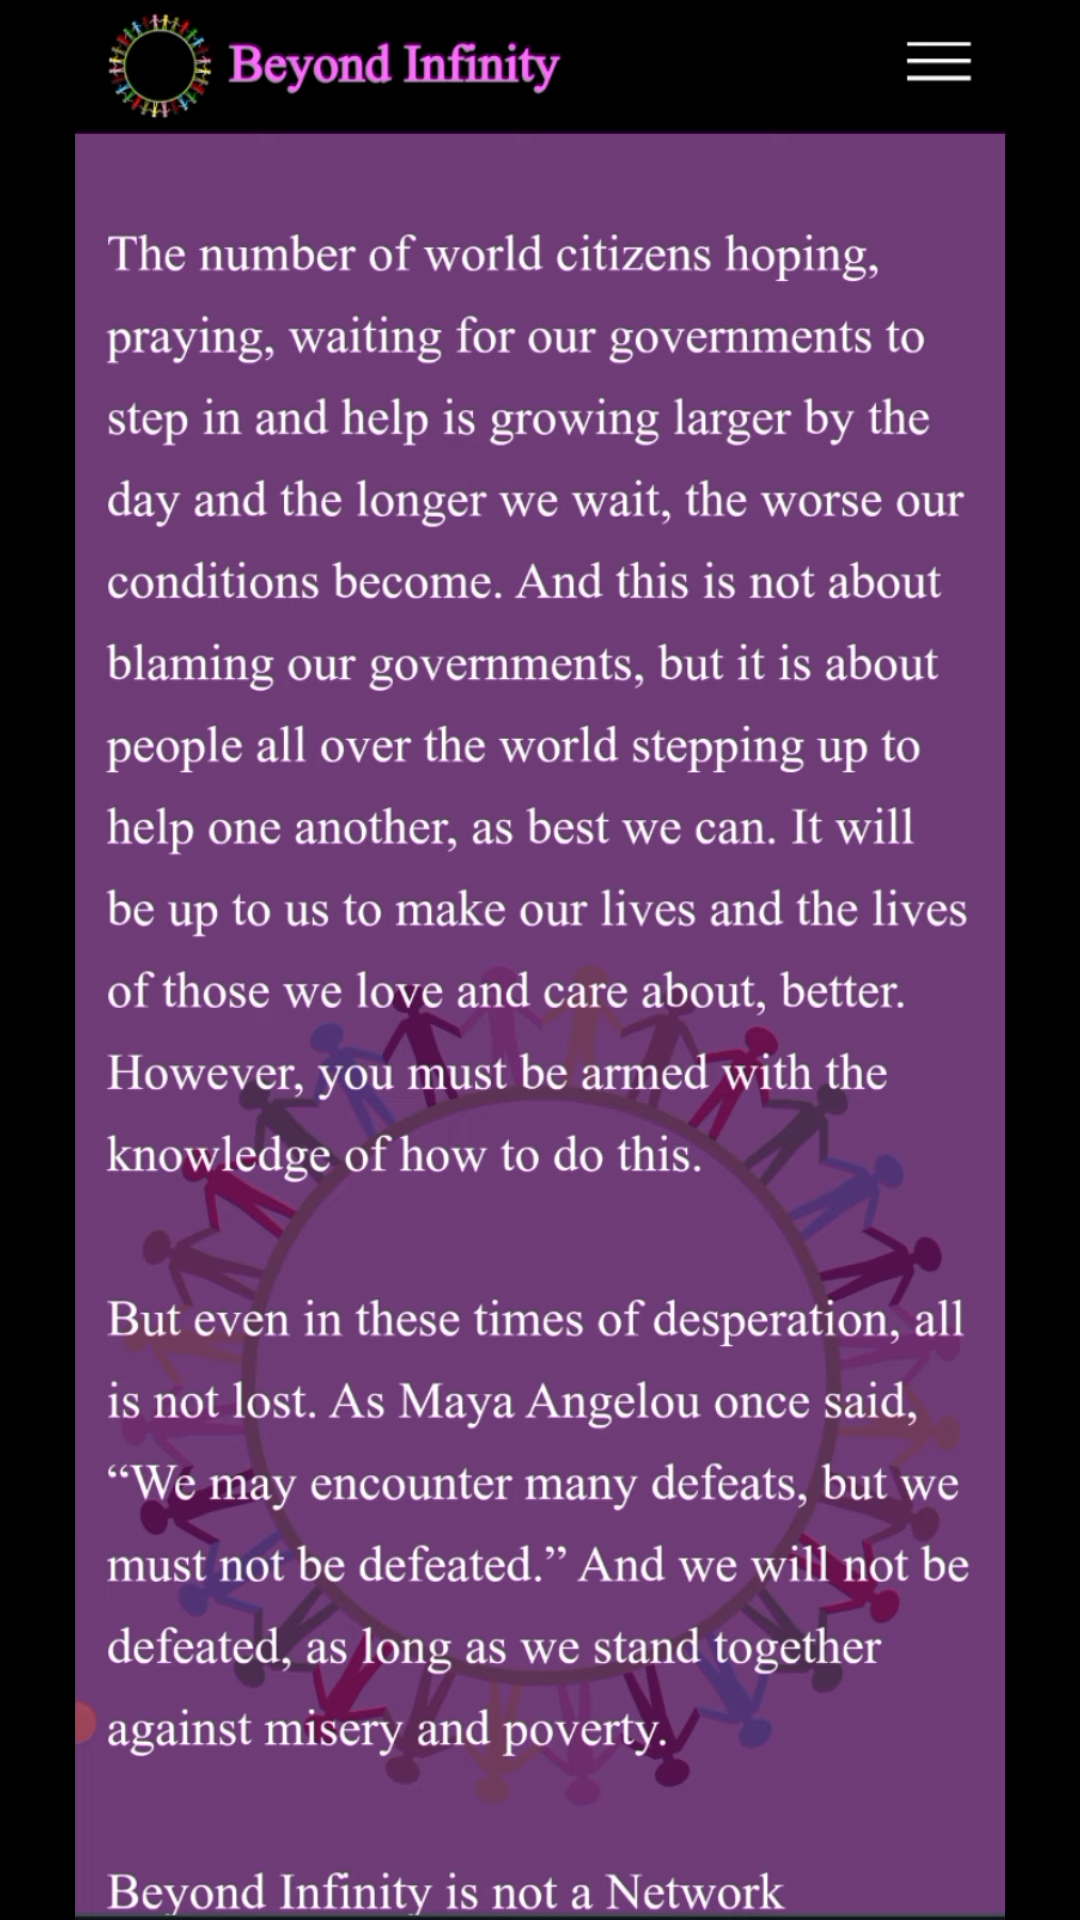 Beyond Infinity
The number of world citizens hoping,
praying, waiting for our governments to
step in and help is growing larger by the
day and the longer we wait, the worse our
conditions become. And this is not about
blaming our governments, but it is about
people all over the world stepping up to
help one another, as best we can. It will
be up to us to make our lives and the lives
of those we love and care about, better.
However, you must be armed with the
knowledge of how to do this.
But even in these times of desperation, all
is not lost. As Maya Angelou once said,
“We may encounter many defeats, but we
must not be defeated.” And we will not be
defeated, as long as we stand together
against misery and poverty.
Beyond Infinity is not a Network